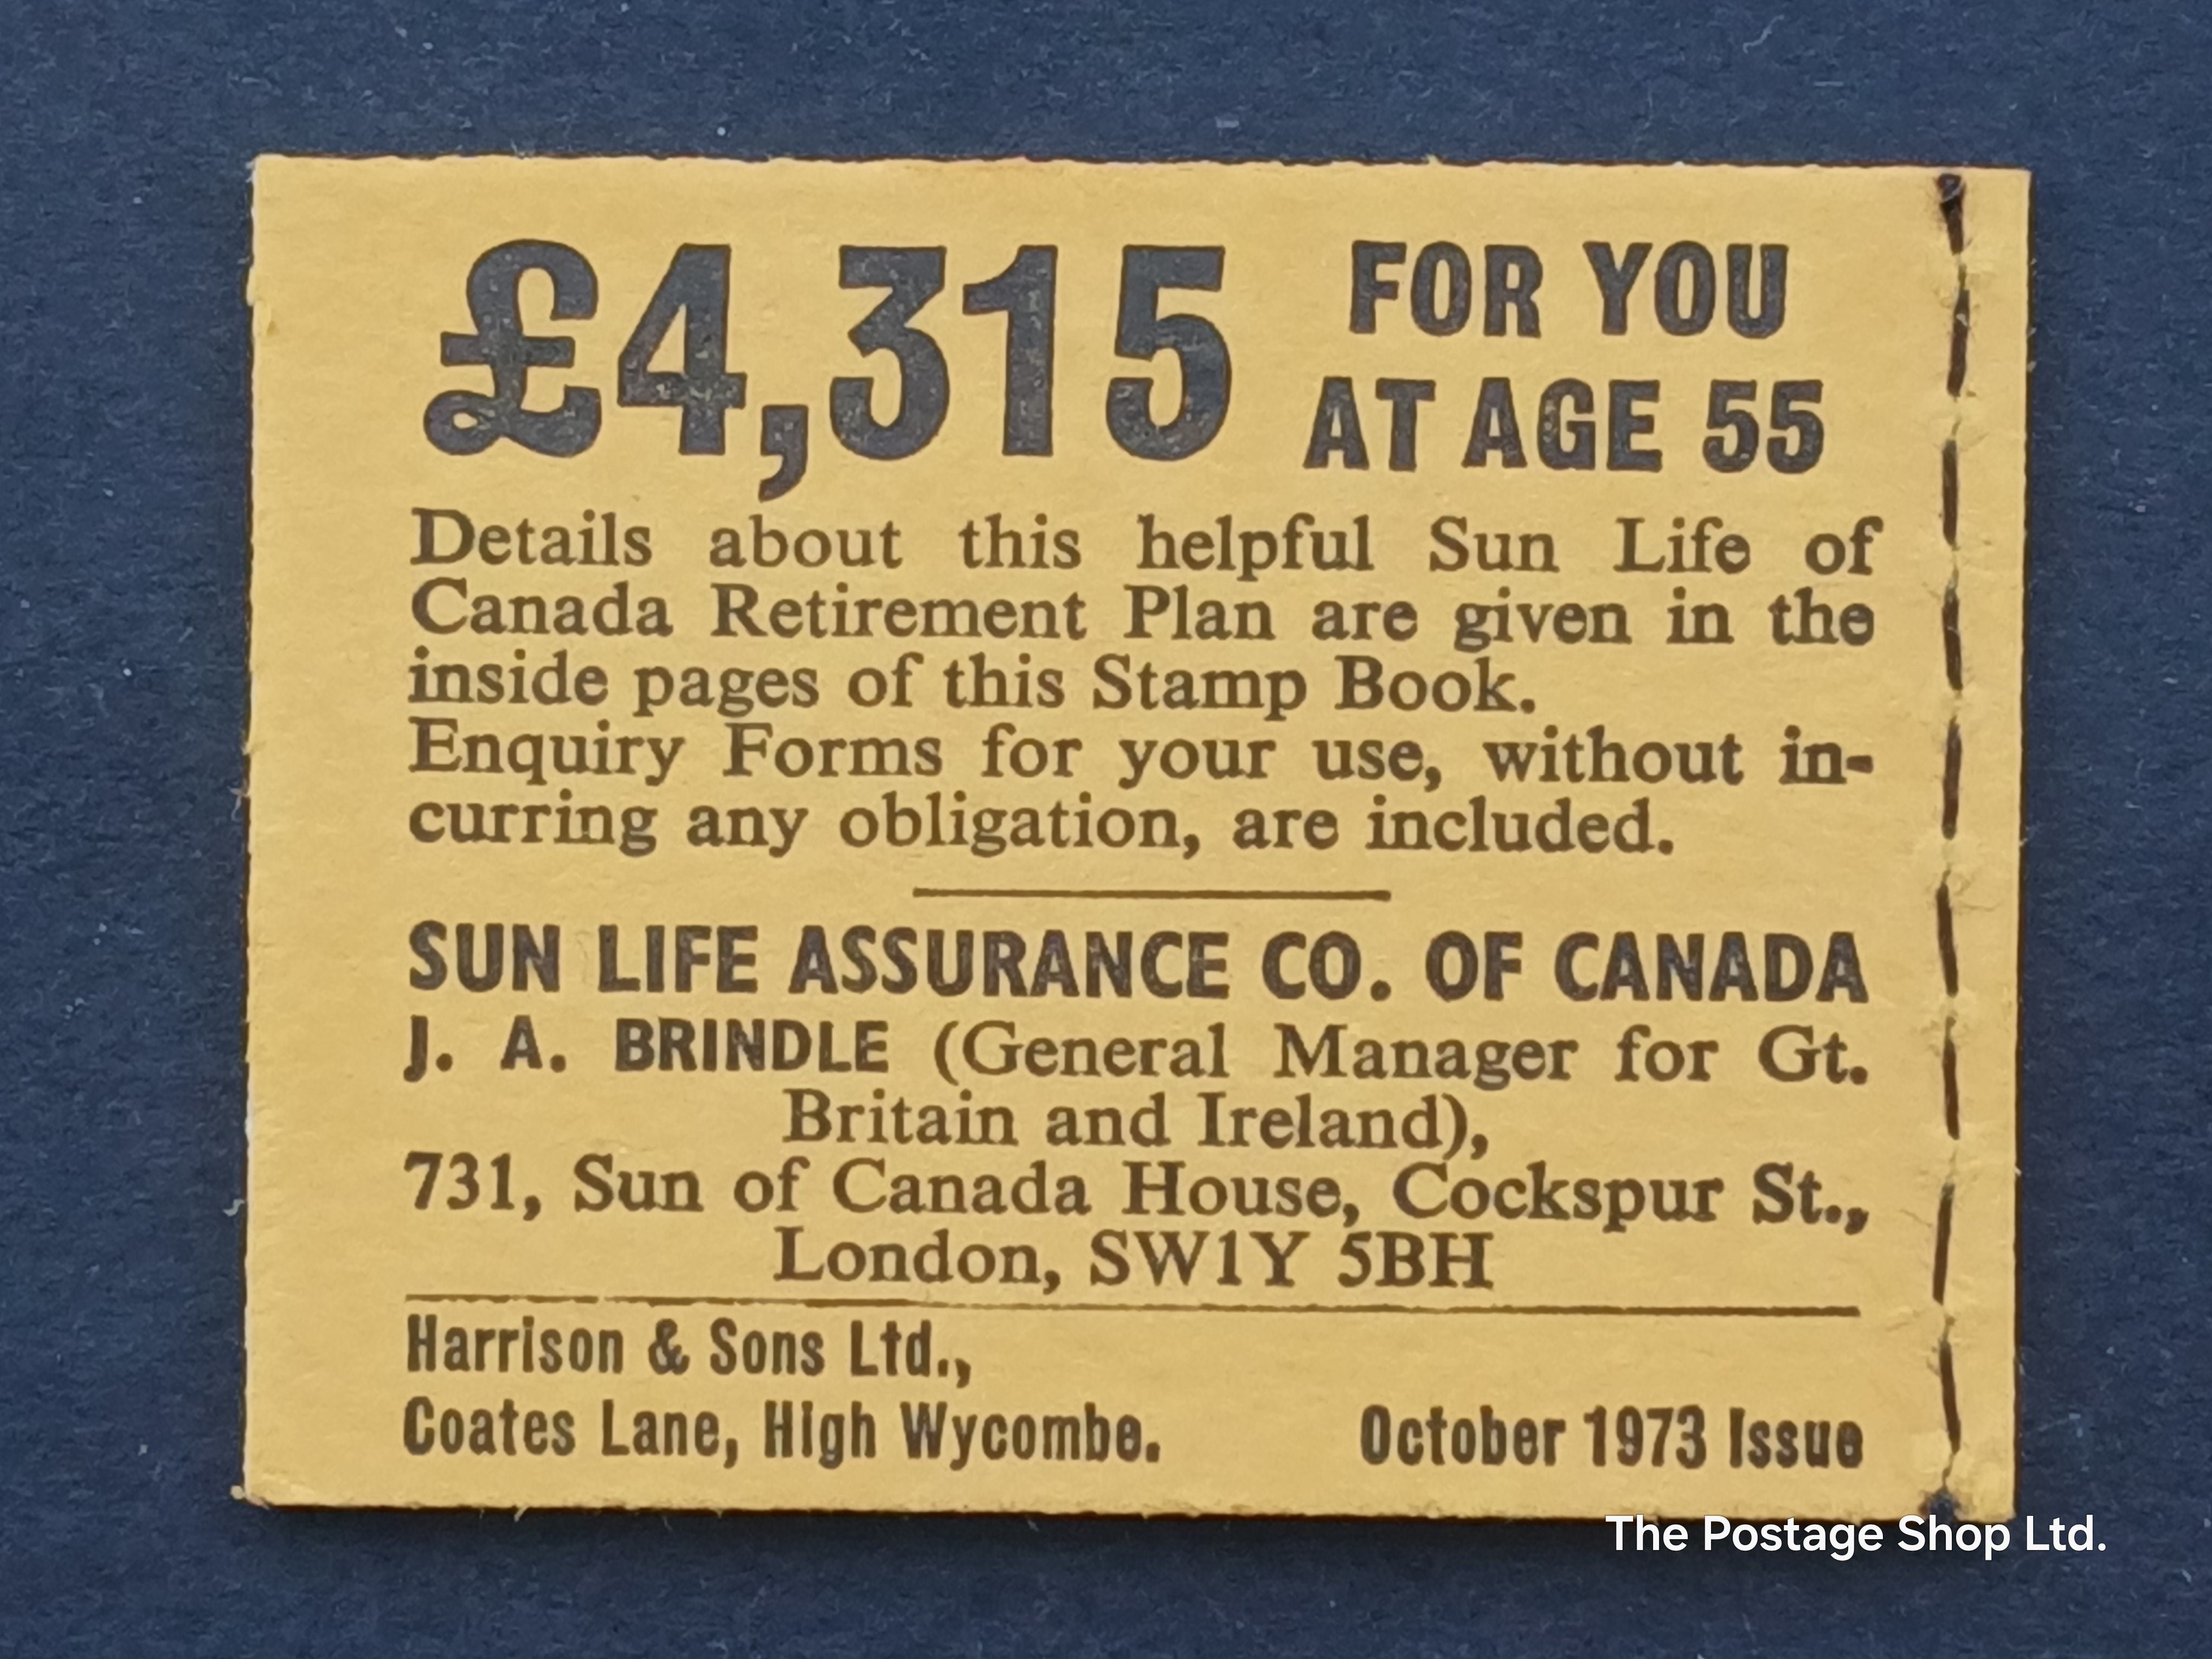 £4,315 FOR YOU
AT AGE 55
Details about this helpful Sun Life of
Canada Retirement Plan are given in the
inside pages of this Stamp Book.
Enquiry Forms for your use, without in-
curring any obligation, are included.
SUN LIFE ASSURANCE CO. OF CANADA
J. A. BRINDLE (General Manager for Gt.
Britain and Ireland),
731, Sun of Canada House, Cockspur St.,
London, SW1Y 5BH
Harrison & Sons Ltd.,
Coates Lane, High Wycombe. October 1973 Issue
The Postage Shop Ltd.